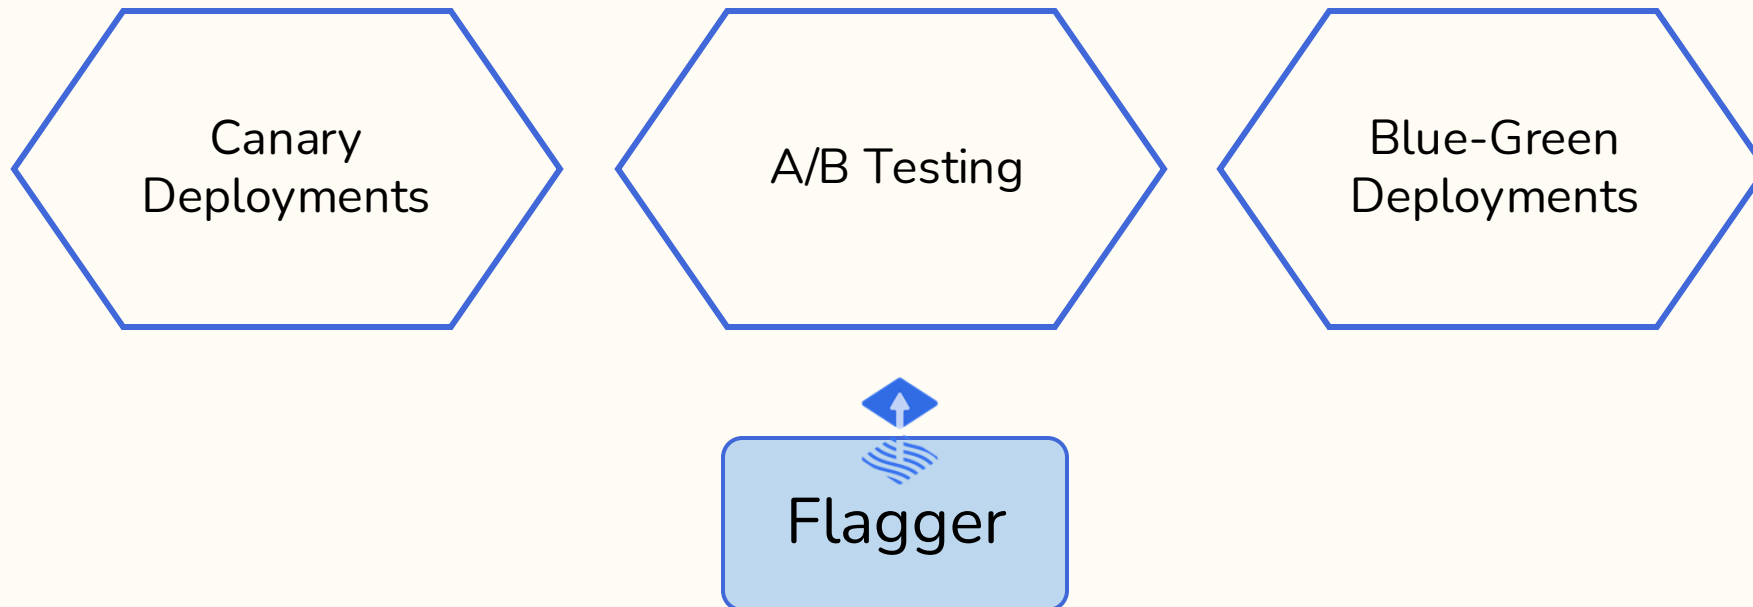 Canary
Deployments
A/B Testing
Blue-Green
Deployments
Flagger